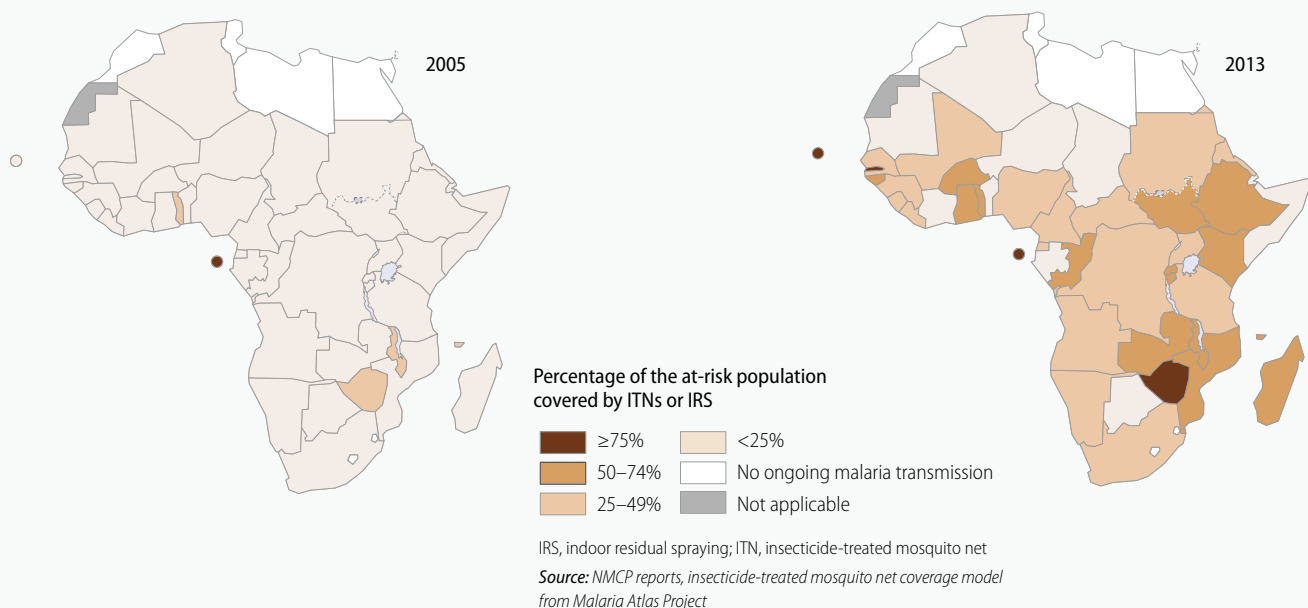 2005
2013
Percentage of the at-risk population
covered by ITNs or IRS
≥75%
<25%
50–74%
No ongoing malaria transmission
25–49%
Not applicable
IRS, indoor residual spraying; ITN, insecticide-treated mosquito net
Source: NMCP reports, insecticide-treated mosquito net coverage model
from Malaria Atlas Project